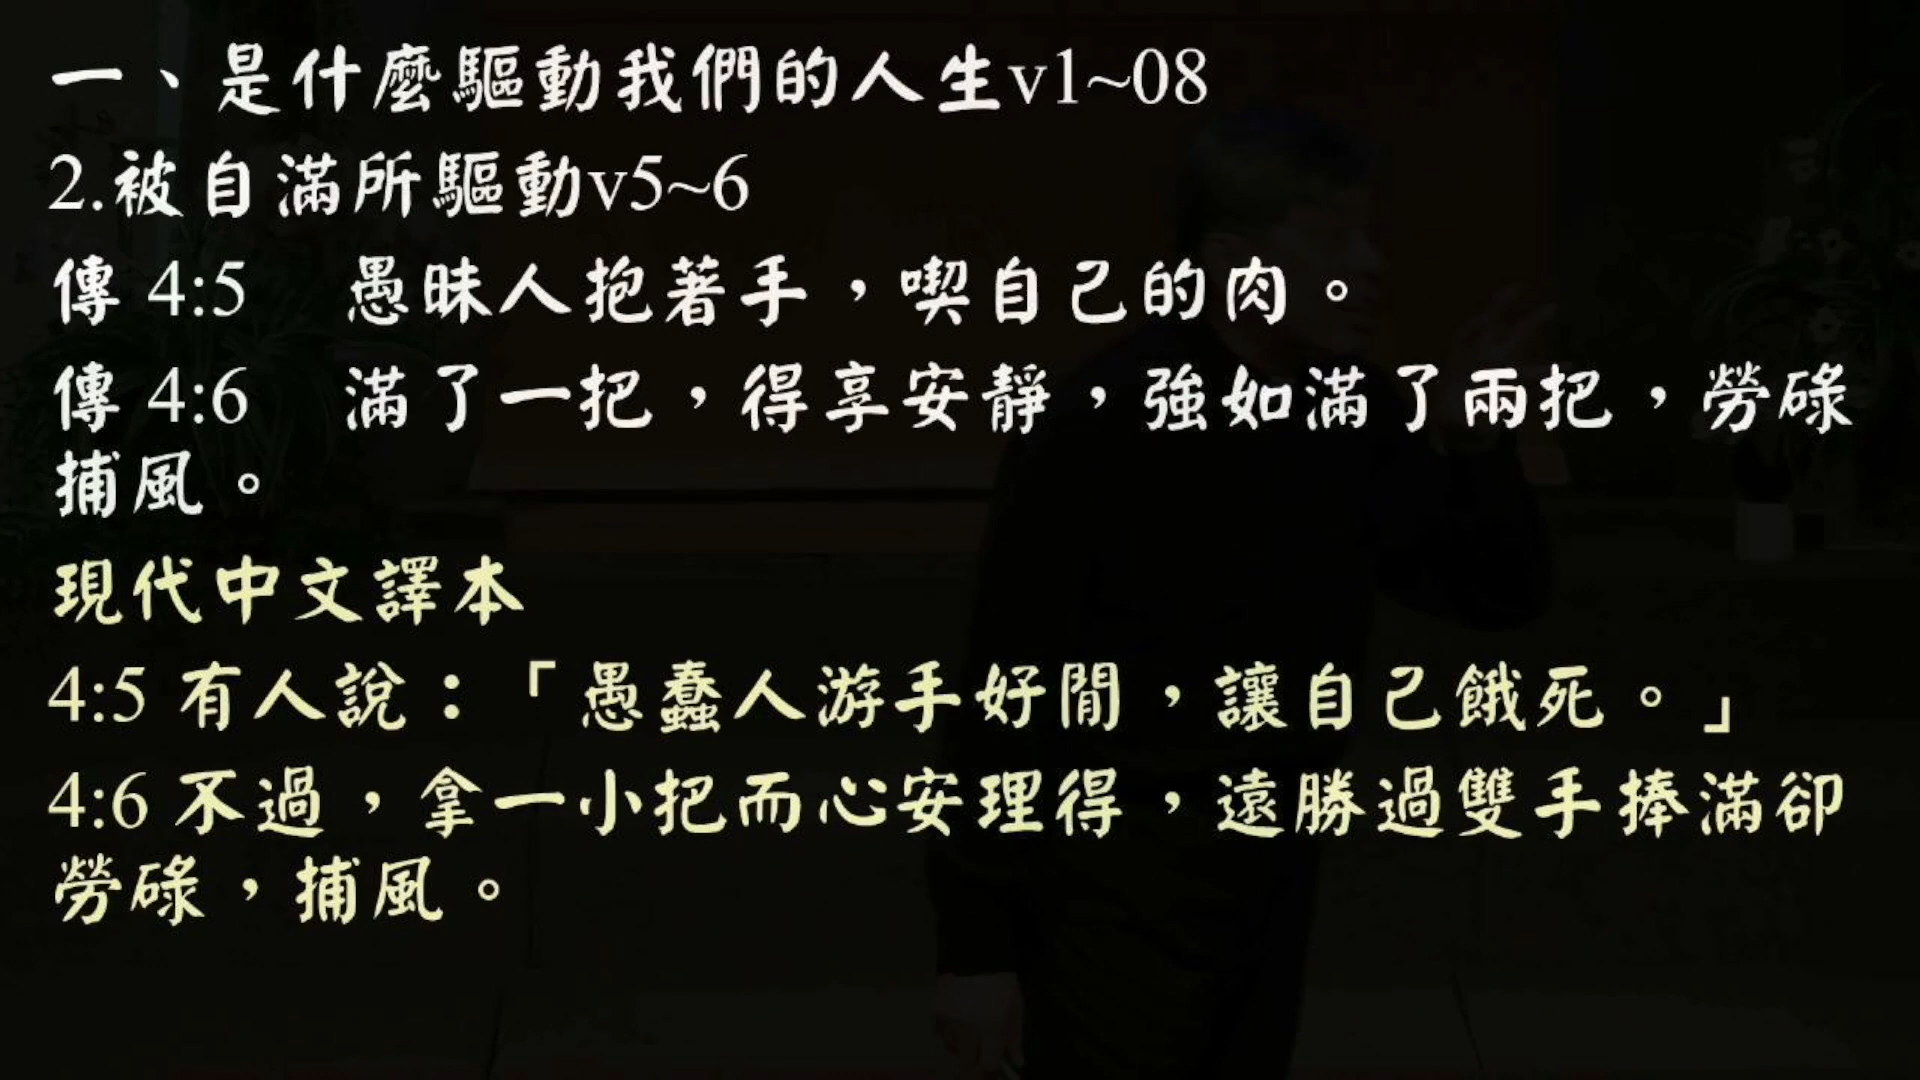 一、是什麼驅動我們的人生v1~08
2.被自滿所驅動v5~6
傳 4:5　愚昧人抱著手，喫自己的肉。
傳 4:6　滿了一把，得享安靜，強如滿了兩把，勞碌
捕風。
現代中文譯本
4:5 有人說：「愚蠢人游手好閒，讓自己餓死。」
4:6 不過，拿一小把而心安理得，遠勝過雙手捧滿卻
勞碌，捕風。